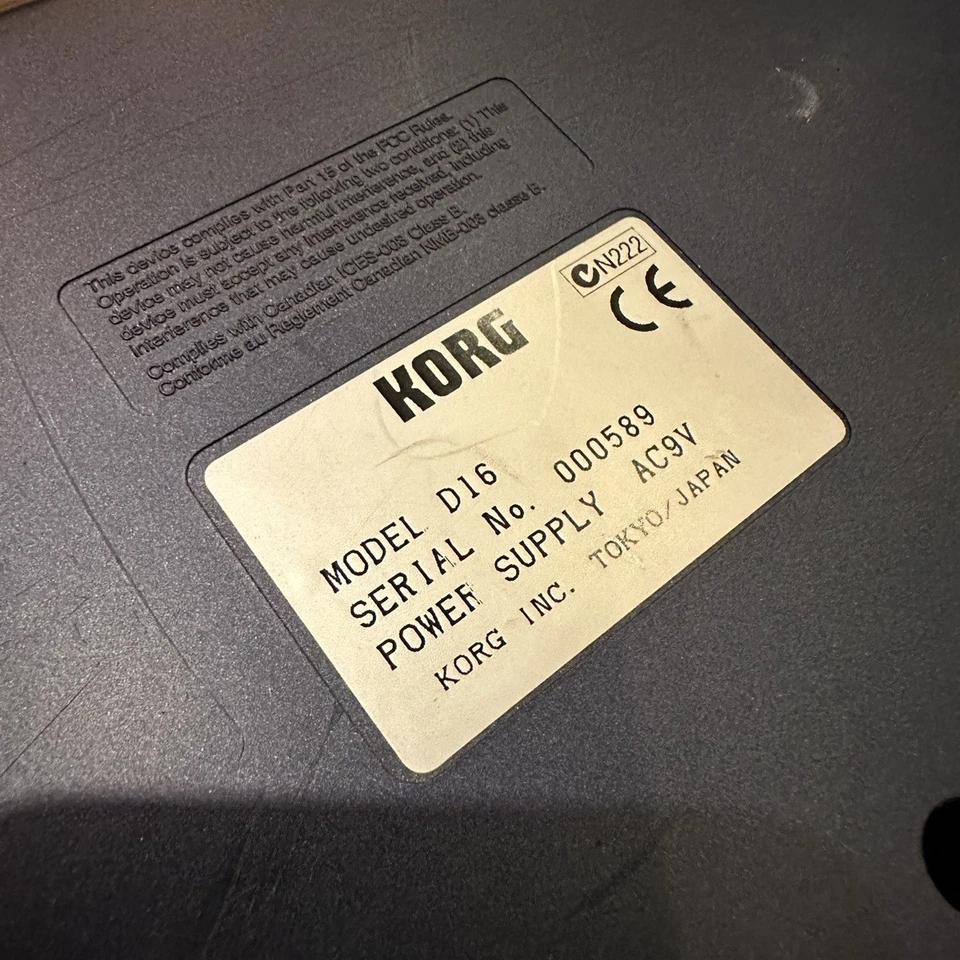 This device complies with Part 15 of the FCC Rules.
Operation is subject to the following two conditions: (1) This
device may not cause harmful interference, and (2) this
device must accept any interference received, including
interference that may cause undesired operation.
Complies with Canadian ICES-003 Class B.
Conforme au Reglement Canadien NMB-003 classe B.
N222
CE
KORG
MODEL D16
SERIAL No. 000589
POWER SUPPLY AC9V
KORG INC. TOKYO/JAPAN